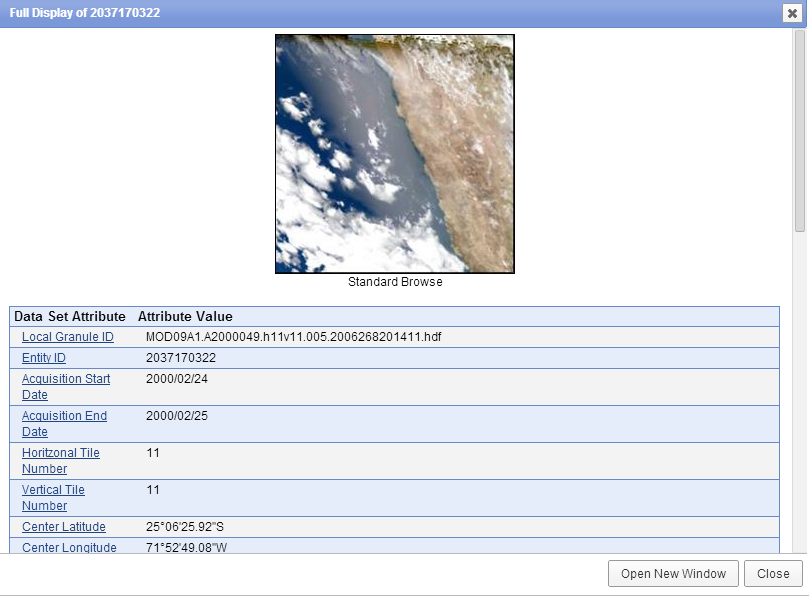 Full Display of 2037170322
Standard Browse
Data Set Attribute Attribute Value
Local Granule ID MOD09A1.A2000049.h11v11.005.2006268201411.hdf
Entity ID 2037170322
Acquisition Start 2000/02/24
Date
Acquisition End 2000/02/25
Date
Horitzonal Tile 11
Number
Vertical Tile 11
Number
Center Latitude 25°06'25.92"S
Center Longitude 71°52'49.08"W
Open New Window Close